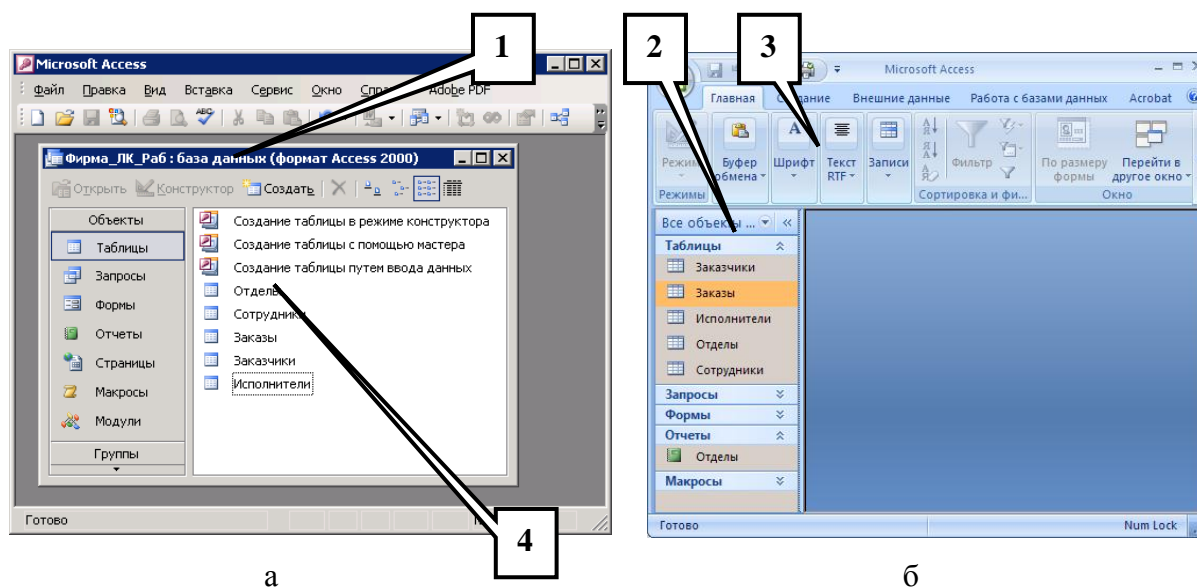 1
2
3
Microsoft Access
Файл Правка Вид Вставка Сервис Окно Adobe PDF
Фирма_ЛК_Раб : база данных (формат Access 2000)
Открыть Конструктор Создать
Объекты
Таблицы
Запросы
Формы
Отчеты
Страницы
Макросы
Модули
Группы
Создание таблицы в режиме конструктора
Создание таблицы с помощью мастера
Создание таблицы путем ввода данных
Отделы
Сотрудники
Заказы
Заказчики
Исполнители
Готово
4
а
Microsoft Access
Главная Создание Внешние данные Работа с базами данных Acrobat
Режим
Режимы
Буфер обмена
Шрифт
Текст RTF
Записи
Фильтр
Сортировка и фи...
По размеру формы
Перейти в другое окно
Окно
Все объекты ...
Таблицы
Заказчики
Заказы
Исполнители
Отделы
Сотрудники
Запросы
Формы
Отчеты
Отделы
Макросы
Готово
Num Lock
б